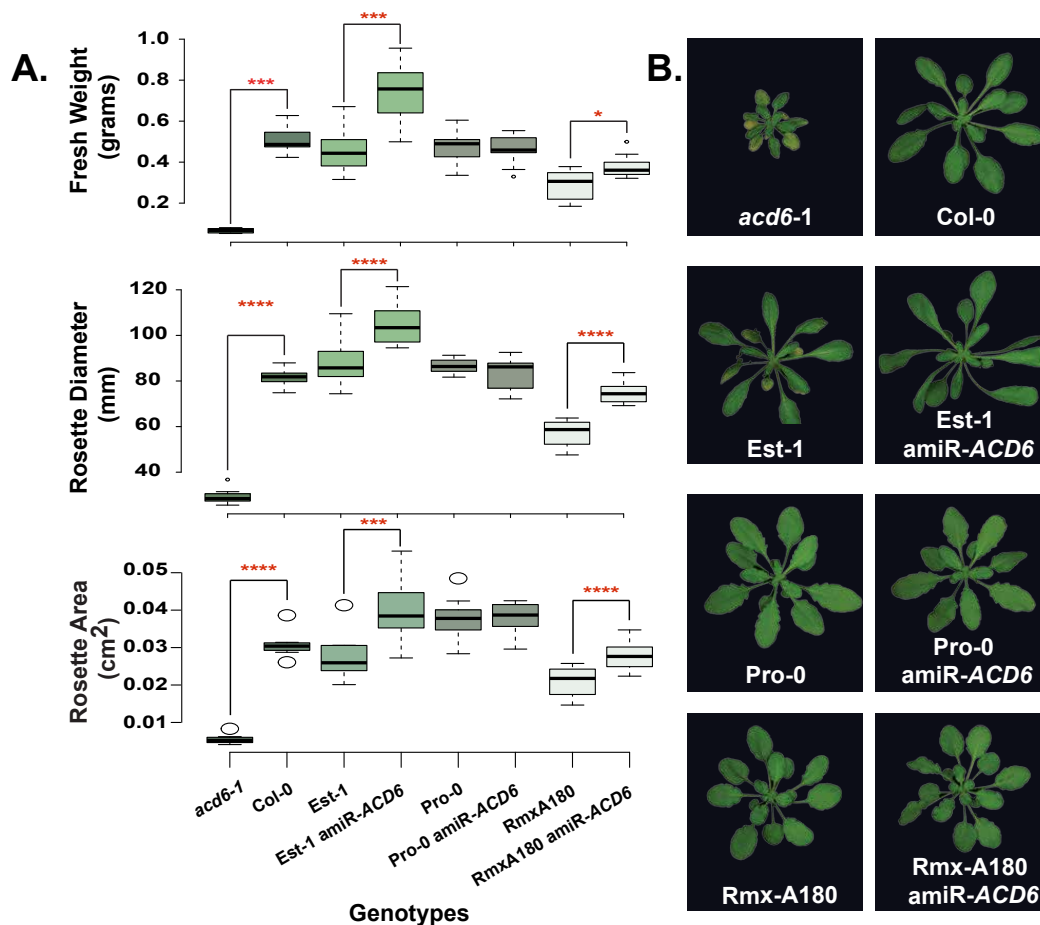 A.
Fresh Weight
(grams)
1.0
0.8
0.6
0.4
0.2
***
***
*
Rosette Diameter
(mm)
120
100
80
60
40
****
****
****
Rosette Area
(cm2)
0.05
0.04
0.03
0.02
0.01
****
***
****
acd6-1
Col-0
Est-1
Est-1 amiR-ACD6
Pro-0
Pro-0 amiR-ACD6
RmxA180
RmxA180 amiR-ACD6
Genotypes
B.
acd6-1
Col-0
Est-1
Est-1
amiR-ACD6
Pro-0
Pro-0
amiR-ACD6
Rmx-A180
Rmx-A180
amiR-ACD6